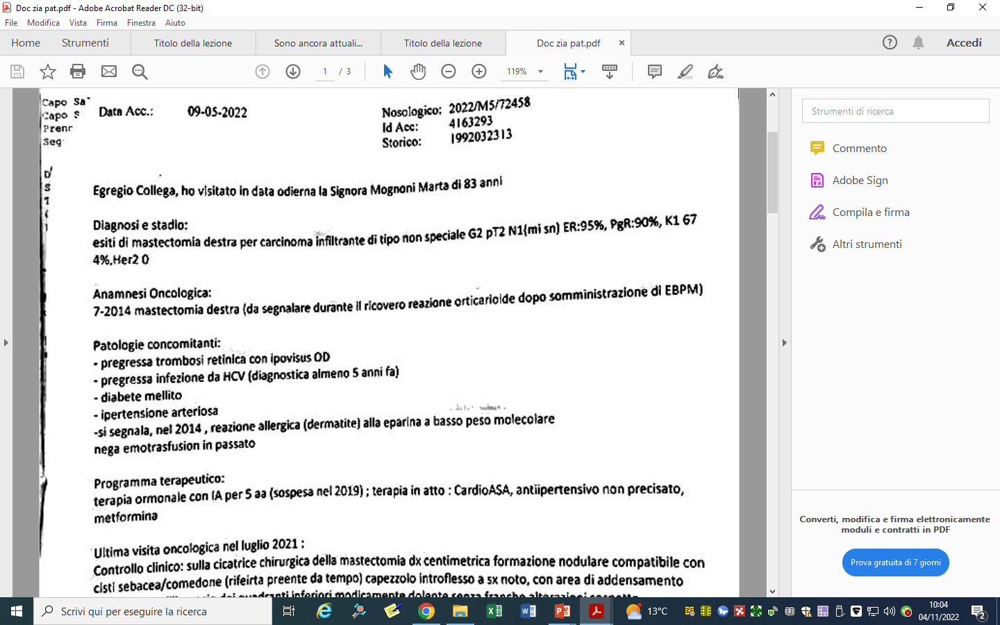 Doc zia pat.pdf - Adobe Acrobat Reader DC (32-bit)
File Modifica Vista Firma Finestra Aiuto
Home Strumenti Titolo della lezione Sono ancora attuali... Titolo della lezione Doc zia pat.pdf Accedi
1 / 3 119%
Capo Sa
Capo S
Prenr
Seg
Data Acc.: 09-05-2022
Nosologico: 2022/M5/72458
Id Acc: 4163293
Storico: 1992032313
Egregio Collega, ho visitato in data odierna la Signora Mognoni Marta di 83 anni
Diagnosi e stadio:
esiti di mastectomia destra per carcinoma infiltrante di tipo non speciale G2 pT2 N1(mi sn) ER:95%, PgR:90%, K1 67
4%,Her2 0
Anamnesi Oncologica:
7-2014 mastectomia destra (da segnalare durante il ricovero reazione orticarioide dopo somministrazione di EBPM)
Patologie concomitanti:
- pregressa trombosi retinica con ipovisus OD
- pregressa infezione da HCV (diagnostica almeno 5 anni fa)
- diabete mellito
- ipertensione arteriosa
-si segnala, nel 2014 , reazione allergica (dermatite) alla eparina a basso peso molecolare
nega emotrasfusion in passato
Programma terapeutico:
terapia ormonale con IA per 5 aa (sospesa nel 2019) ; terapia in atto : CardioASA, antiipertensivo non precisato,
metformina
Ultima visita oncologica nel luglio 2021 :
Controllo clinico: sulla cicatrice chirurgica della mastectomia dx centimetrica formazione nodulare compatibile con
cisti sebacea/comedone (rifeirta preente da tempo) capezzolo introflesso a sx noto, con area di addensamento
quadranti inferiori modicamente dolente senza franche alterazioni
Strumenti di ricerca
Commento
Adobe Sign
Compila e firma
Altri strumenti
Converti, modifica e firma elettronicamente
moduli e contratti in PDF
Prova gratuita di 7 giorni
Scrivi qui per eseguire la ricerca
13°C
10:04
04/11/2022
2